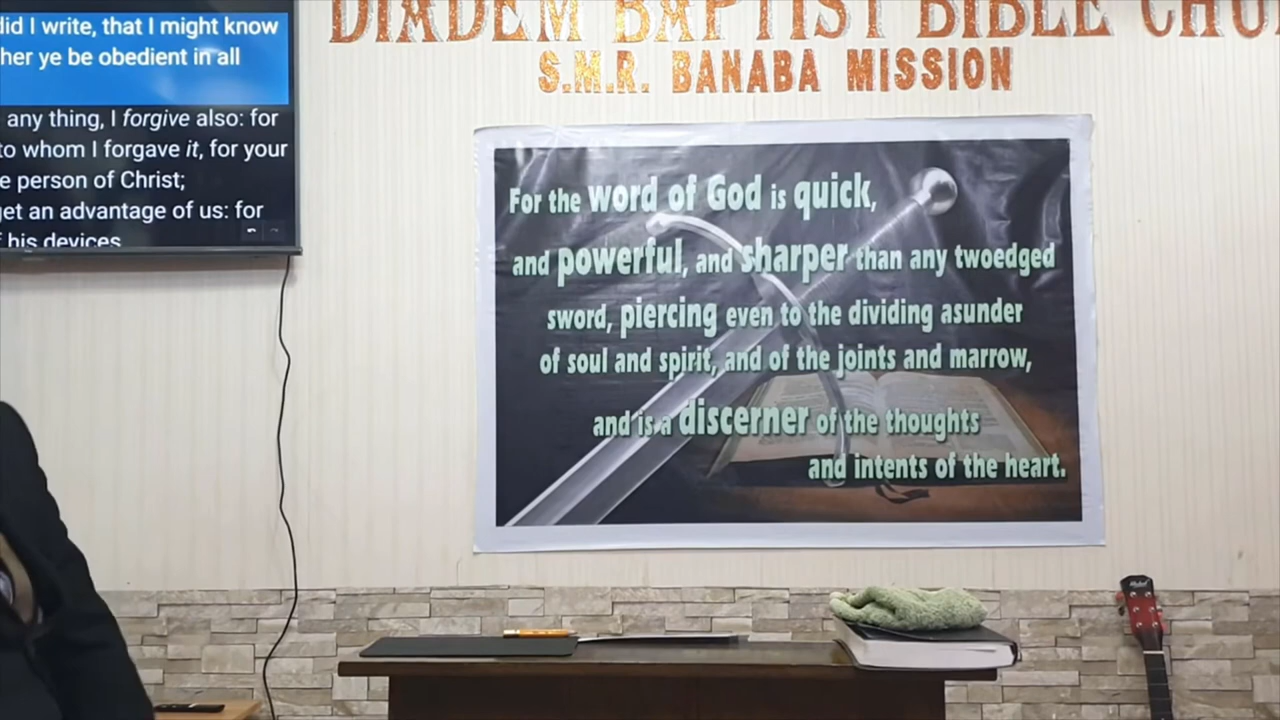 did I write, that I might know
her ye be obedient in all
any thing, I forgive also: for
to whom I forgave it, for your
e person of Christ;
get an advantage of us: for
f his devices.
DIADEM BAPTIST BIBLE CHU
S.M.R. BANABA MISSION
For the word of God is quick,
and powerful, and sharper than any twoedged
sword, piercing even to the dividing asunder
of soul and spirit, and of the joints and marrow,
and is a discerner of the thoughts
and intents of the heart.